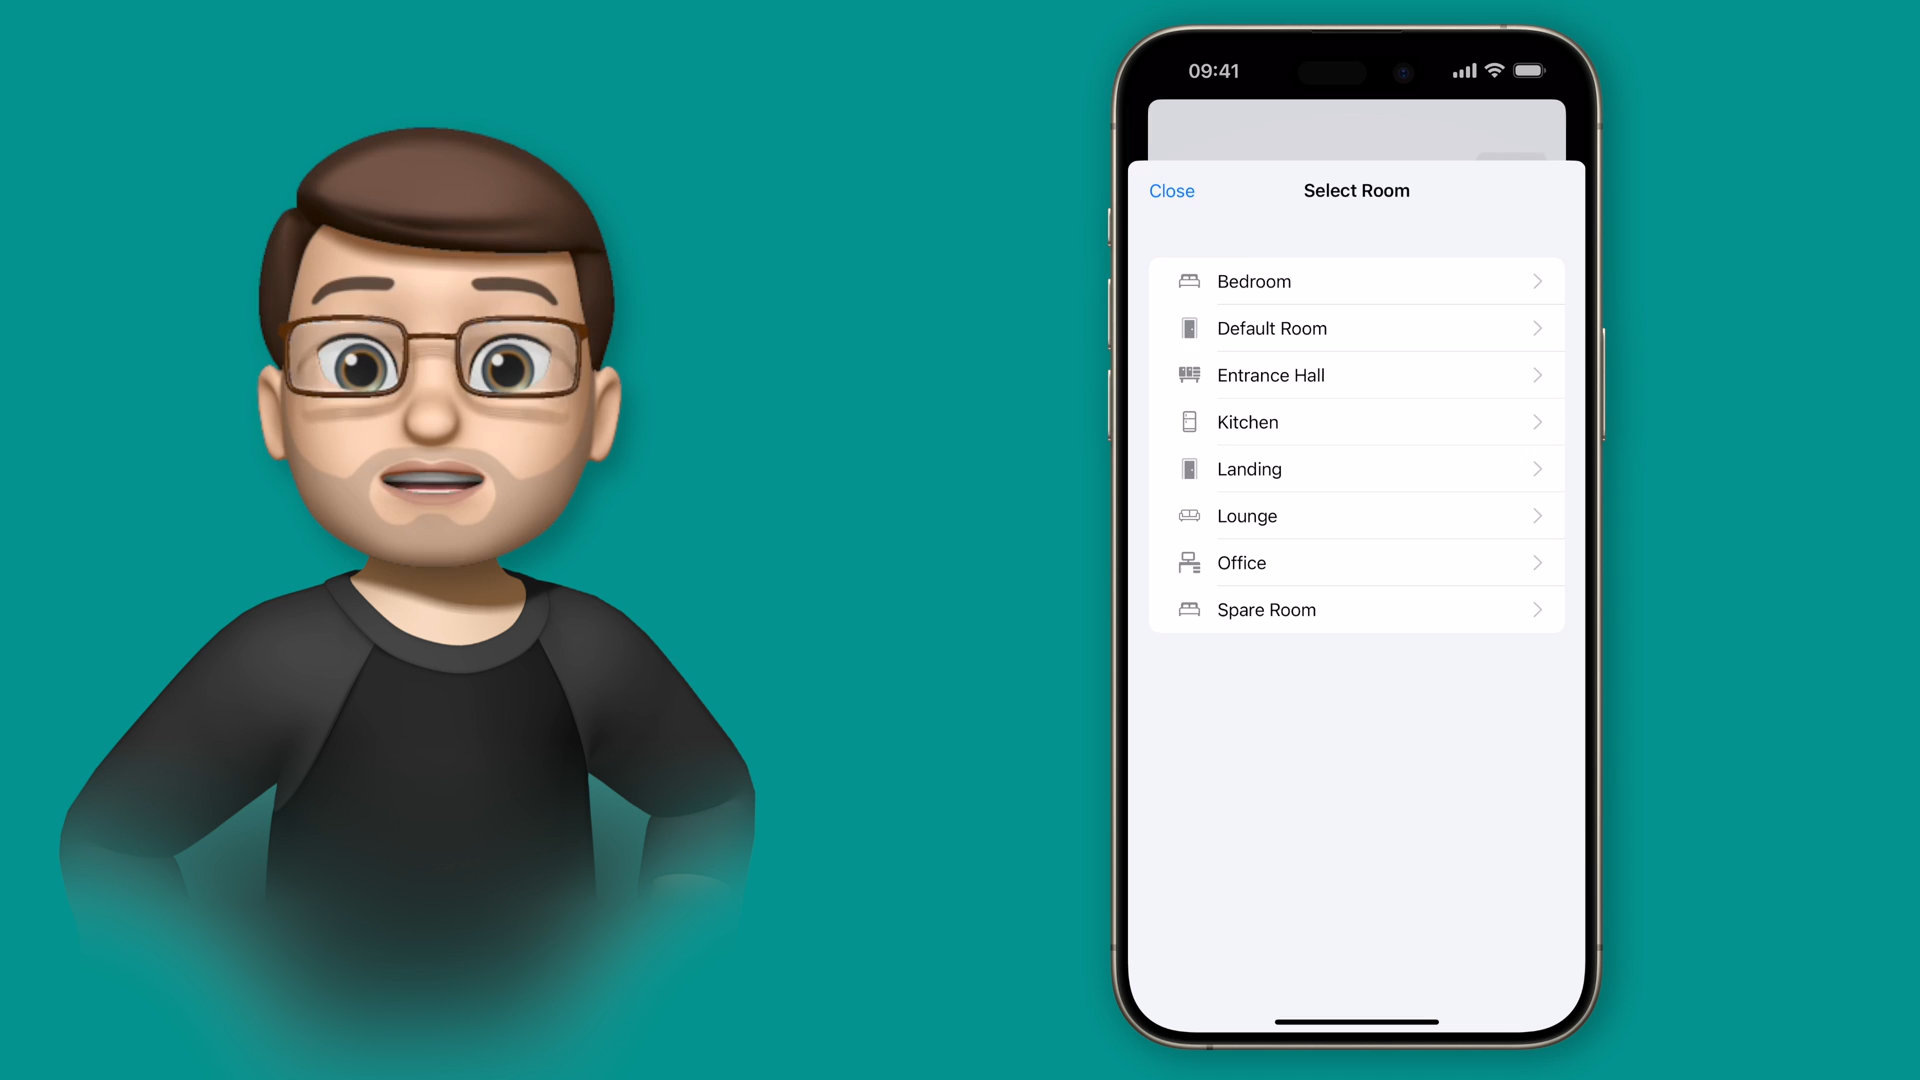 09:41
Close
Select Room
Bedroom
Default Room
Entrance Hall
Kitchen
Landing
Lounge
Office
Spare Room